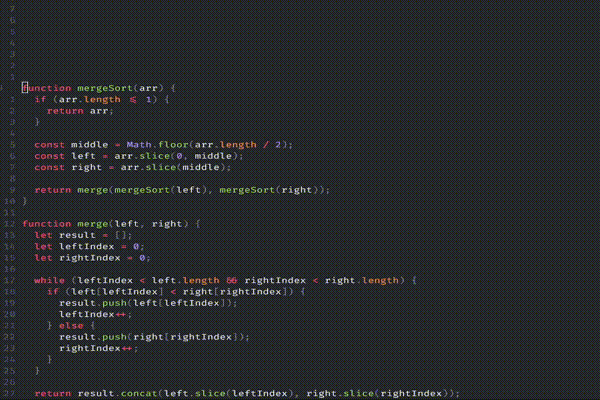 7
6
5
4
3
2
1
function mergeSort(arr) {
1 if (arr.length <= 1) {
2 return arr;
3 }
4
5 const middle = Math.floor(arr.length / 2);
6 const left = arr.slice(0, middle);
7 const right = arr.slice(middle);
8
9 return merge(mergeSort(left), mergeSort(right));
10 }
11
12 function merge(left, right) {
13 let result = [];
14 let leftIndex = 0;
15 let rightIndex = 0;
16
17 while (leftIndex < left.length && rightIndex < right.length) {
18 if (left[leftIndex] < right[rightIndex]) {
19 result.push(left[leftIndex]);
20 leftIndex++;
21 } else {
22 result.push(right[rightIndex]);
23 rightIndex++;
24 }
25 }
26
27 return result.concat(left.slice(leftIndex), right.slice(rightIndex));